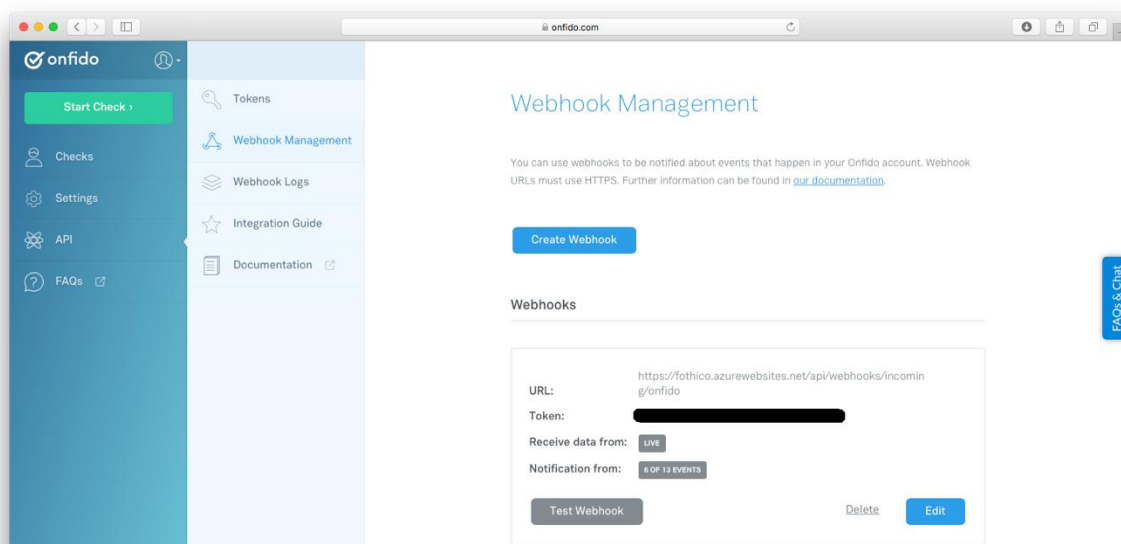 onfido.com
onfido
Start Check ›
Checks
Settings
API
FAQs
Tokens
Webhook Management
Webhook Logs
Integration Guide
Documentation
Webhook Management
You can use webhooks to be notified about events that happen in your Onfido account. Webhook
URLs must use HTTPS. Further information can be found in our documentation.
Create Webhook
Webhooks
URL: https://fothico.azurewebsites.net/api/webhooks/incomin
g/onfido
Token:
Receive data from: LIVE
Notification from: 6 OF 13 EVENTS
Test Webhook
Delete
Edit
FAQs & Chat